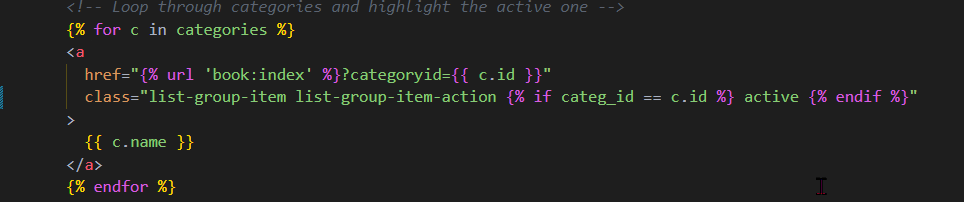 <!-- Loop through categories and highlight the active one -->
{% for c in categories %}
<a
href="{% url 'book:index' %}?categoryid={{ c.id }}"
class="list-group-item list-group-item-action {% if categ_id == c.id %} active {% endif %}"
>
{{ c.name }}
</a>
{% endfor %}